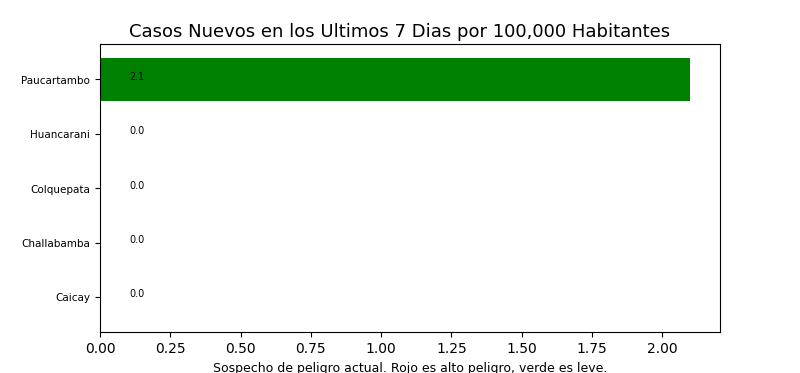 Casos Nuevos en los Ultimos 7 Dias por 100,000 Habitantes
Paucartambo 2.1
Huancarani 0.0
Colquepata 0.0
Challabamba 0.0
Caicay 0.0
0.00 0.25 0.50 0.75 1.00 1.25 1.50 1.75 2.00
Sospecho de peligro actual. Rojo es alto peligro, verde es leve.